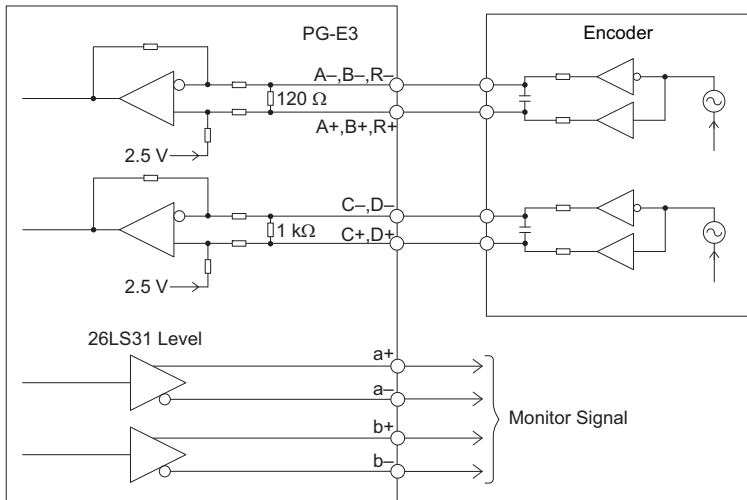 PG-E3
Encoder
A–,B–,R–
120 Ω
A+,B+,R+
2.5 V
C–,D–
1 kΩ
C+,D+
2.5 V
26LS31 Level
a+
a–
b+
b–
Monitor Signal